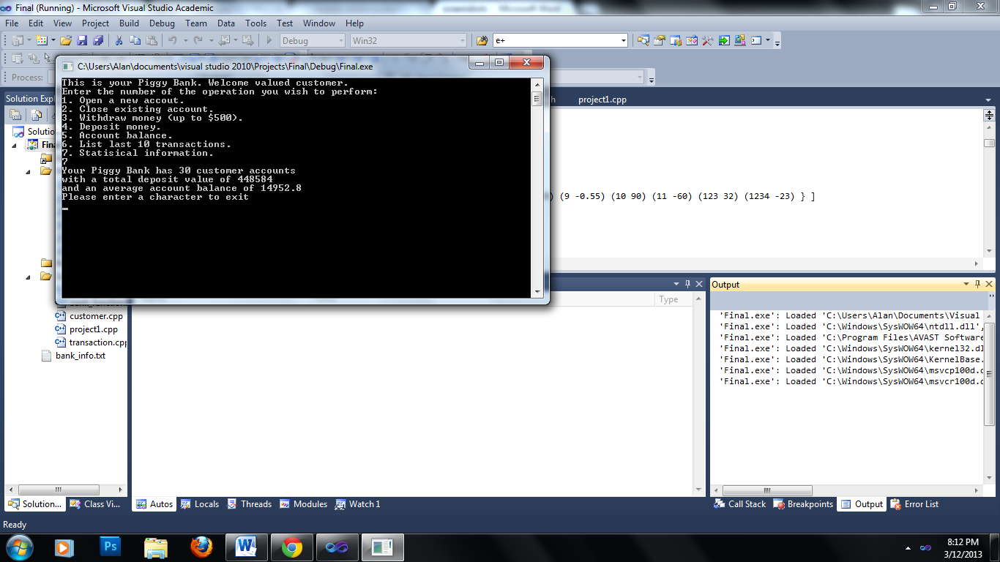 Final (Running) - Microsoft Visual Studio Academic
File Edit View Project Build Debug Team Data Tools Test Window Help
Debug Win32 e+
Process:
C:\Users\Alan\documents\visual studio 2010\Projects\Final\Debug\Final.exe
This is your Piggy Bank. Welcome valued customer.
Enter the number of the operation you wish to perform:
1. Open a new accout.
2. Close existing account.
3. Withdraw money (up to $500).
4. Deposit money.
5. Account balance.
6. List last 10 transactions.
7. Statisical information.
7
Your Piggy Bank has 30 customer accounts
with a total deposit value of 448584
and an average account balance of 14952.8
Please enter a character to exit
project1.cpp
Solution Exp
Solutio
Fina
) (9 -0.55) (10 90) (11 -60) (123 32) (1234 -23) } ]
customer.cpp
project1.cpp
transaction.cpp
bank_info.txt
Type
Output
'Final.exe': Loaded 'C:\Users\Alan\Documents\Visual
'Final.exe': Loaded 'C:\Windows\SysWOW64\ntdll.dll',
'Final.exe': Loaded 'C:\Program Files\AVAST Software
'Final.exe': Loaded 'C:\Windows\SysWOW64\kernel32.dl
'Final.exe': Loaded 'C:\Windows\SysWOW64\KernelBase.
'Final.exe': Loaded 'C:\Windows\SysWOW64\msvcp100d.d
'Final.exe': Loaded 'C:\Windows\SysWOW64\msvcr100d.d
Solution... Class Vi... Autos Locals Threads Modules Watch 1 Call Stack Breakpoints Output Error List
Ready
Ps W
8:12 PM
3/12/2013